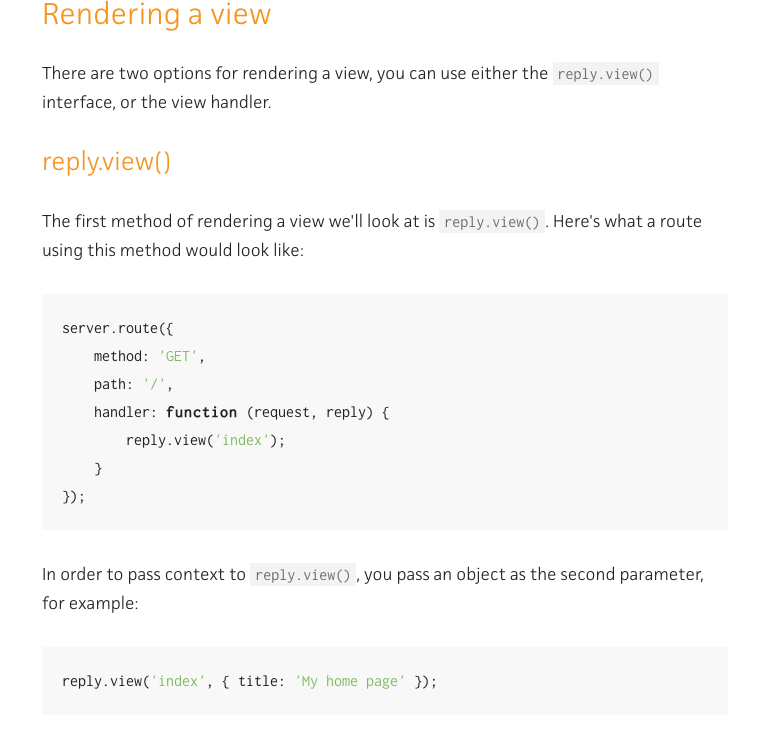 Rendering a view
There are two options for rendering a view, you can use either the reply.view()
interface, or the view handler.
reply.view()
The first method of rendering a view we'll look at is reply.view(). Here's what a route
using this method would look like:
server.route({
    method: 'GET',
    path: '/',
    handler: function (request, reply) {
        reply.view('index');
    }
});
In order to pass context to reply.view(), you pass an object as the second parameter,
for example:
reply.view('index', { title: 'My home page' });